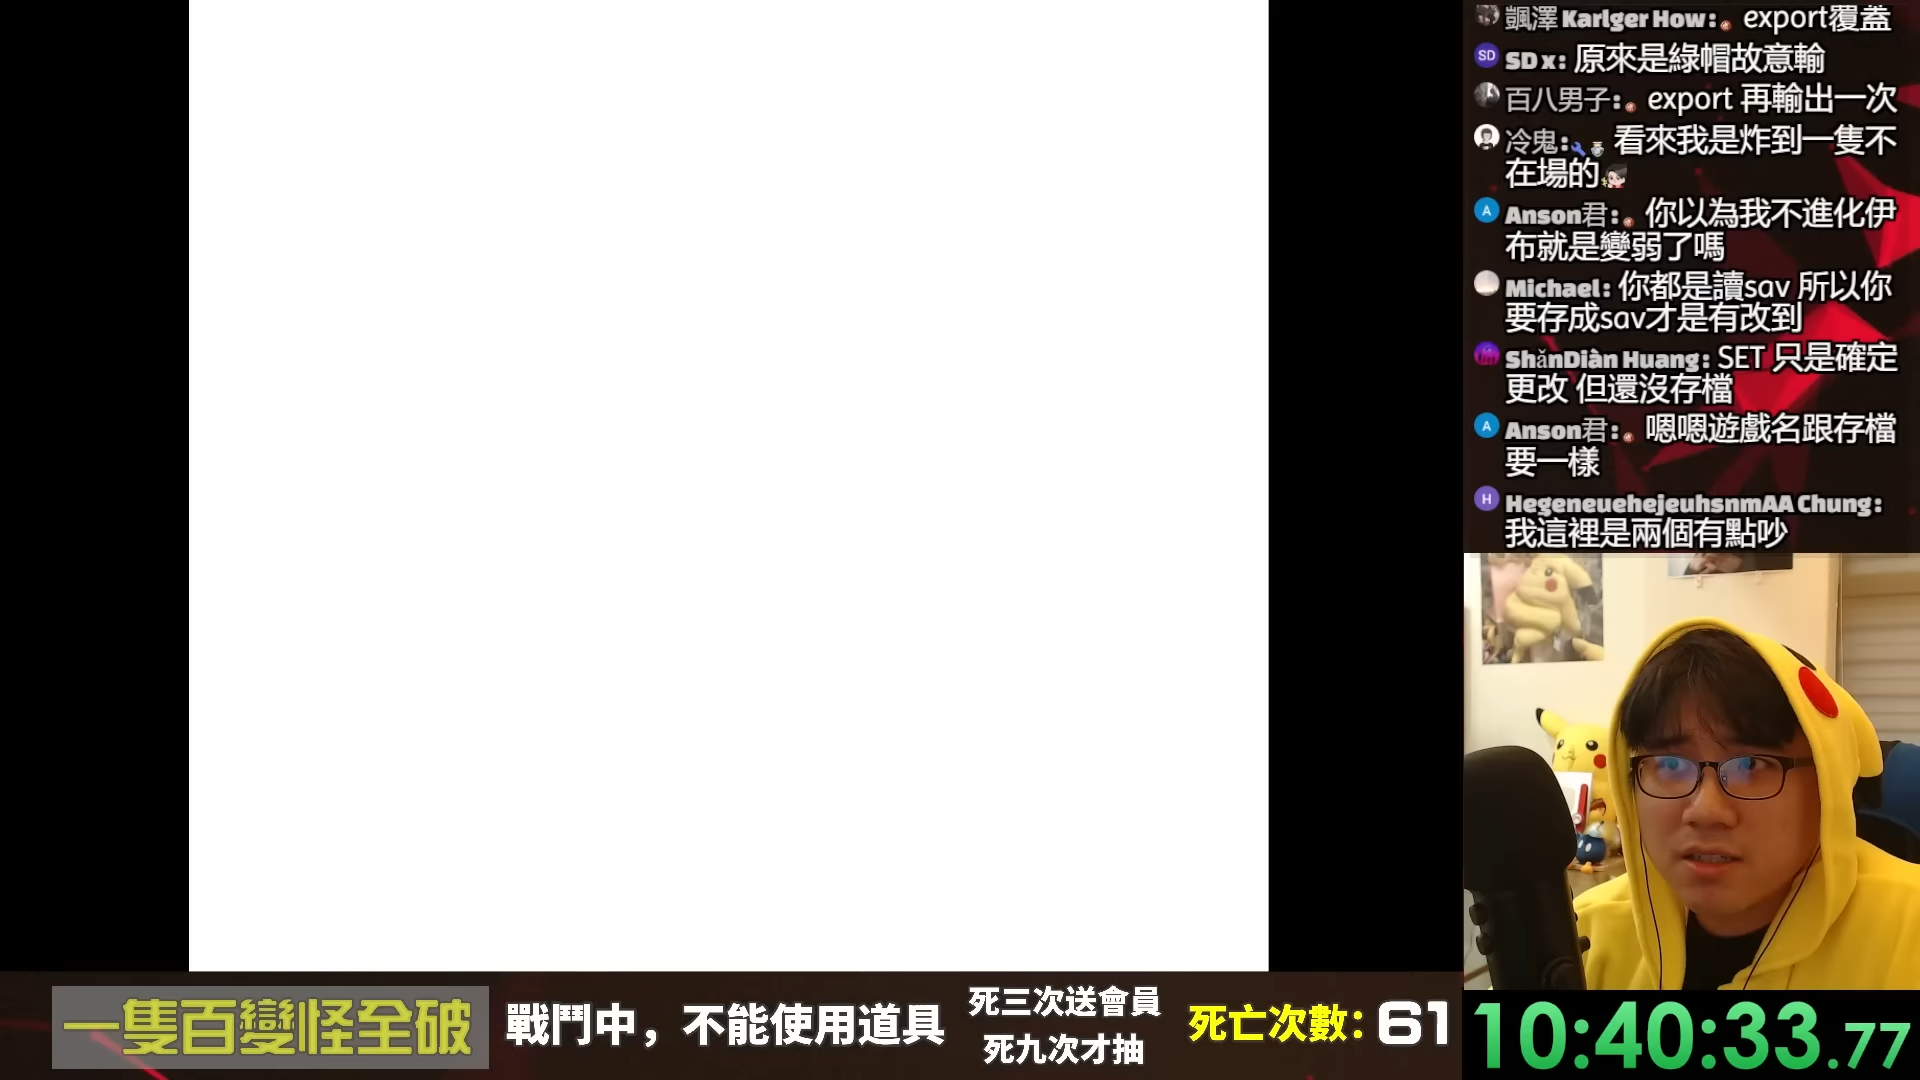 颯澤 Karlger How: export覆蓋
SD x: 原來是綠帽故意輸
百八男子: export 再輸出一次
冷鬼: 看來我是炸到一隻不
在場的
Anson君: 你以為我不進化伊
布就是變弱了嗎
Michael: 你都是讀sav 所以你
要存成sav才是有改到
ShǎnDiàn Huang: SET 只是確定
更改 但還沒存檔
Anson君: 嗯嗯遊戲名跟存檔
要一樣
HegeneuehejeuhsnmAA Chung:
我這裡是兩個有點吵
一隻百變怪全破
戰鬥中，不能使用道具
死三次送會員
死九次才抽
死亡次數：61
10:40:33.77